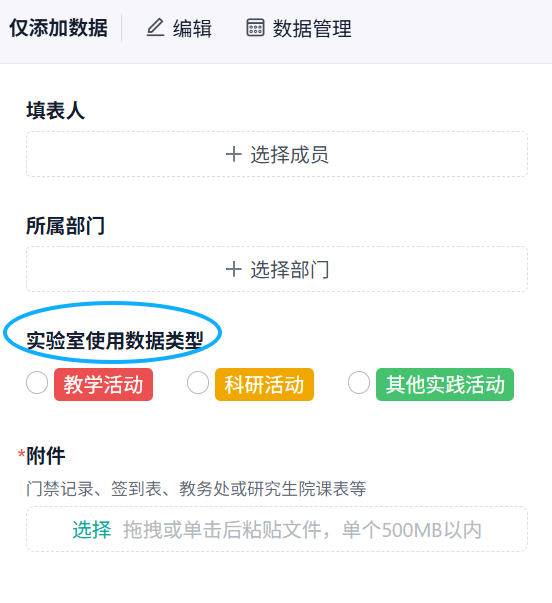 仅添加数据 编辑 数据管理
填表人
+ 选择成员
所属部门
+ 选择部门
实验室使用数据类型
教学活动 科研活动 其他实践活动
*附件
门禁记录、签到表、教务处或研究生院课表等
选择 拖拽或单击后粘贴文件，单个500MB以内